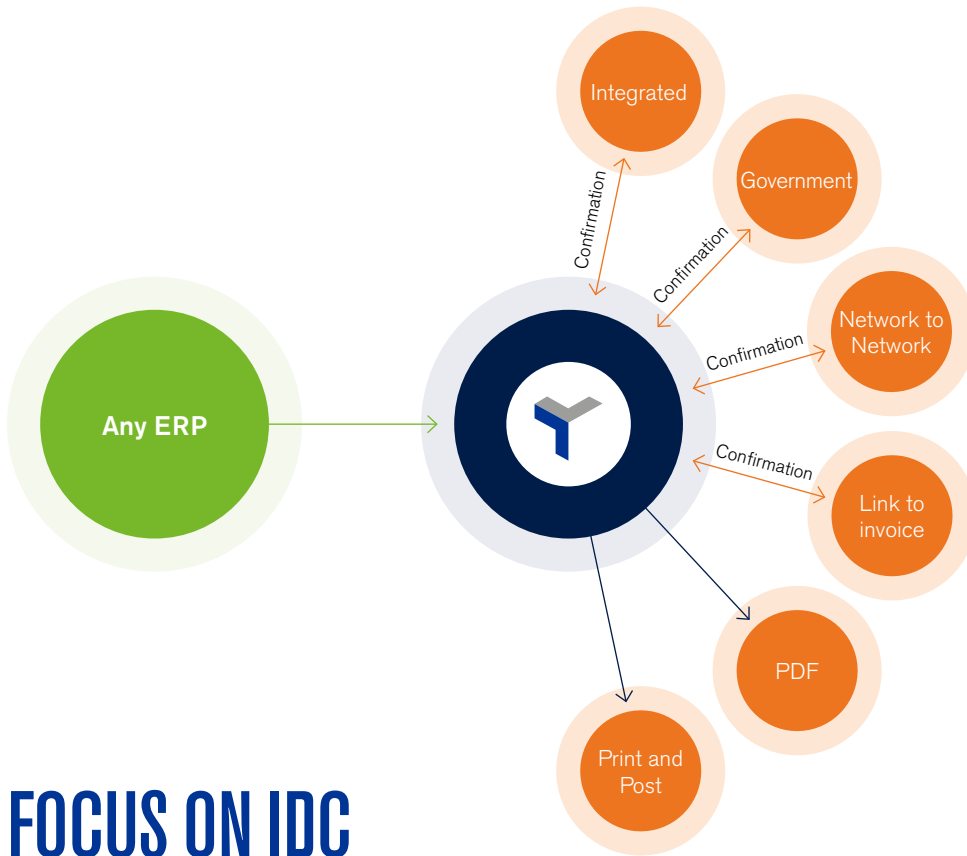 Integrated
Confirmation
Government
Confirmation
Network to
Network
Confirmation
Any ERP
Confirmation
Link to
invoice
PDF
Print and
Post
FOCUS ON IDC